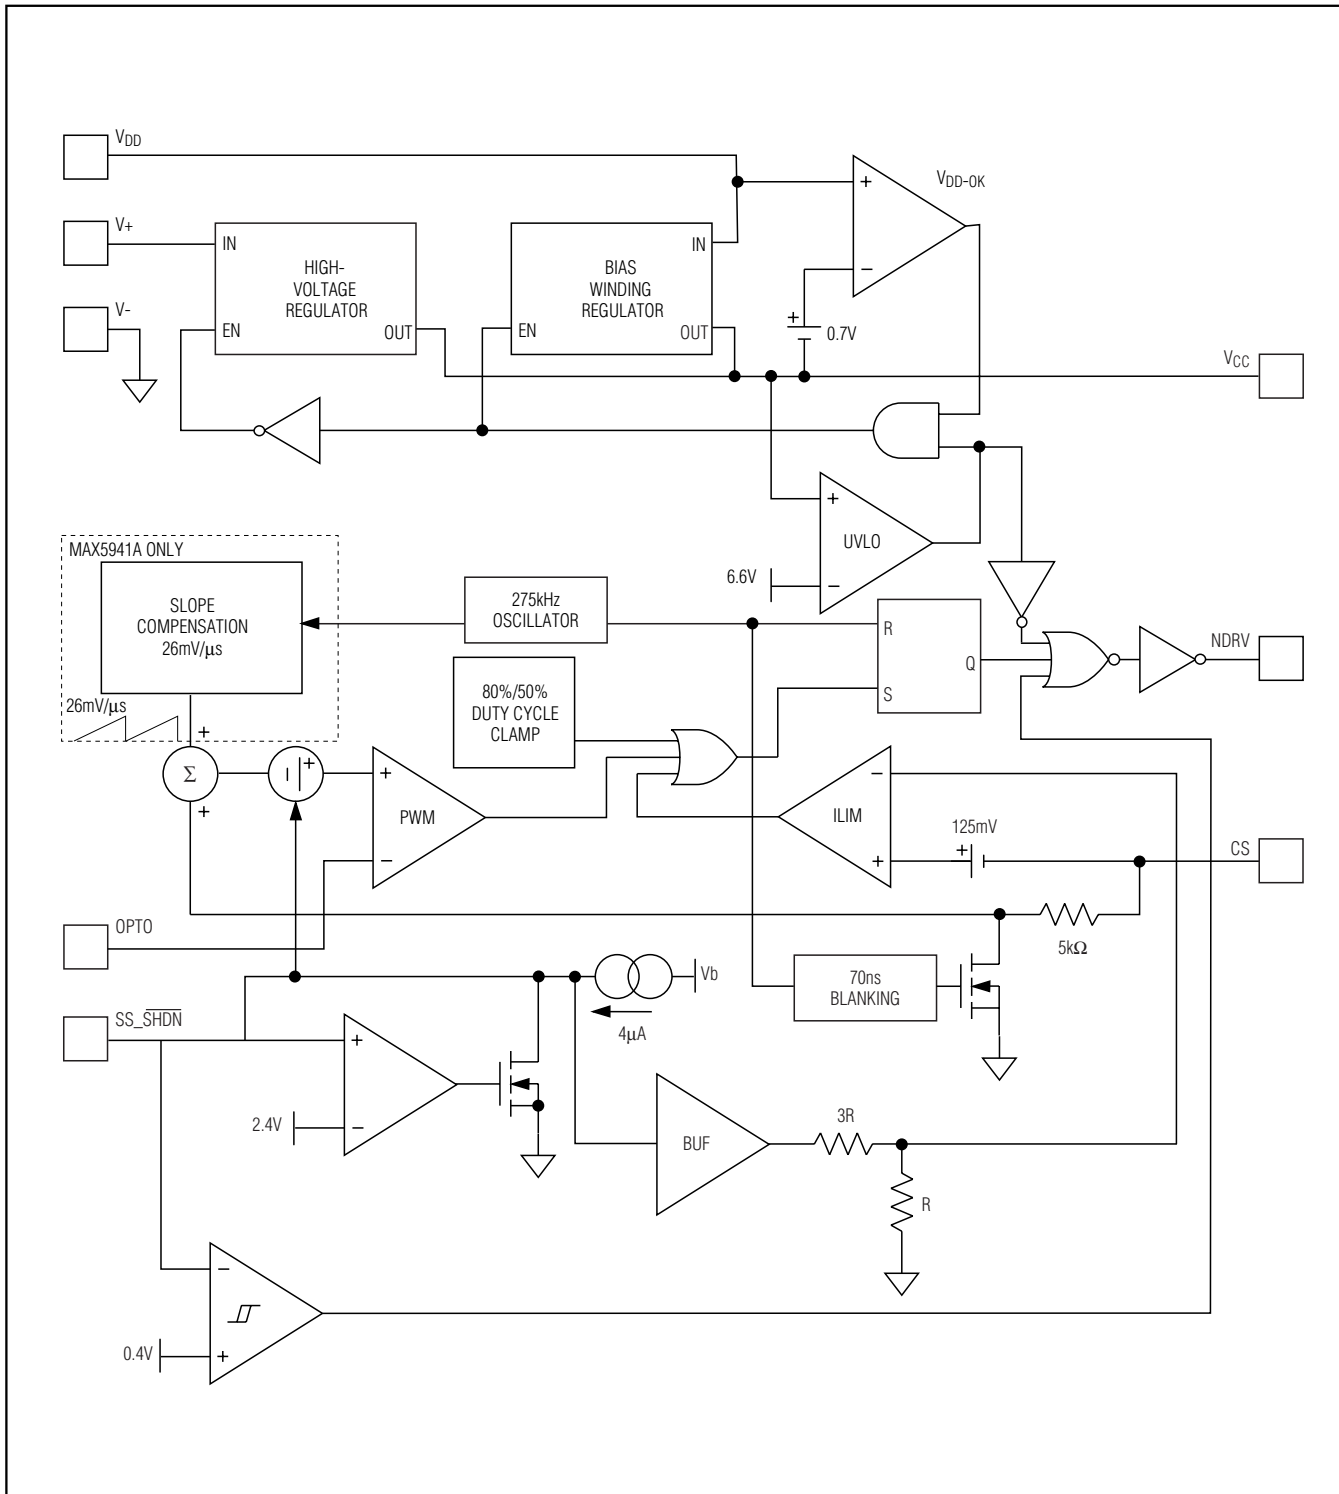 VDD
VDD-OK
V+
IN
HIGH-
VOLTAGE
REGULATOR
EN
OUT
IN
BIAS
WINDING
REGULATOR
EN
OUT
+
−
V-
+
0.7V
VCC
MAX5941A ONLY
SLOPE
COMPENSATION
26mV/µs
26mV/µs
+
UVLO
−
6.6V
275kHz
OSCILLATOR
R
Q
S
NDRV
80%/50%
DUTY CYCLE
CLAMP
+
Σ
+
−
+
+
PWM
−
−
ILIM
+
125mV
+
CS
OPTO
5kΩ
Vb
4µA
70ns
BLANKING
SS_SHDN
+
−
2.4V
BUF
3R
R
−
+
0.4V